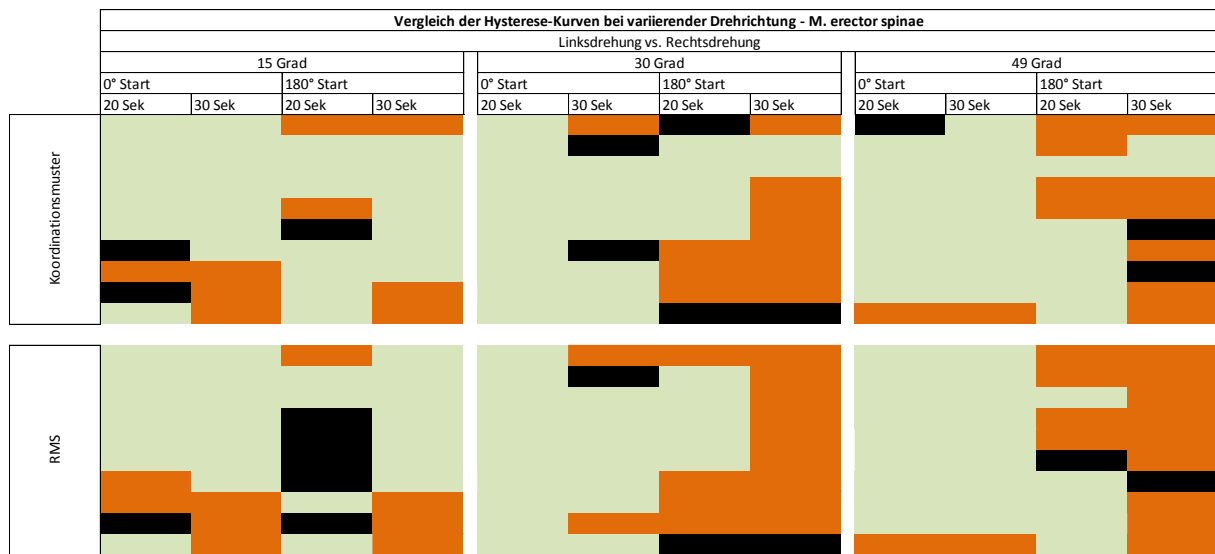 Vergleich der Hysterese-Kurven bei variierender Drehrichtung - M. erector spinae
Linksdrehung vs. Rechtsdrehung
15 Grad 30 Grad 49 Grad
0° Start 180° Start 0° Start 180° Start 0° Start 180° Start
20 Sek 30 Sek 20 Sek 30 Sek 20 Sek 30 Sek 20 Sek 30 Sek 20 Sek 30 Sek 20 Sek 30 Sek
Koordinationsmuster
RMS